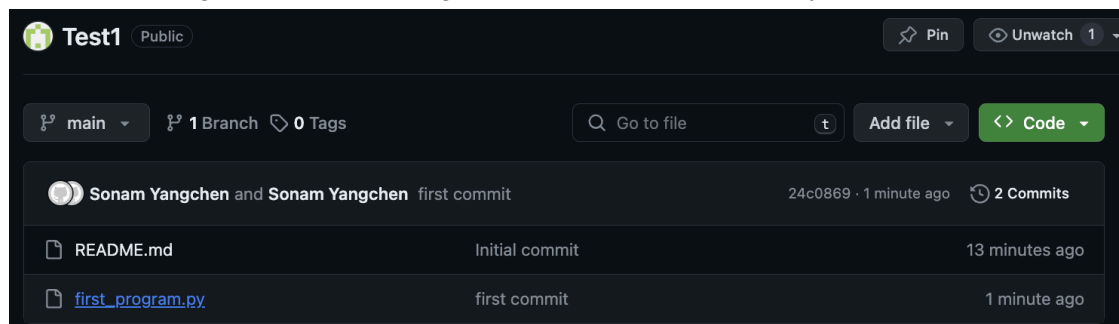 Test1 Public Pin Unwatch 1
main 1 Branch 0 Tags Go to file t Add file Code
Sonam Yangchen and Sonam Yangchen first commit 24c0869 · 1 minute ago 2 Commits
README.md Initial commit 13 minutes ago
first_program.py first commit 1 minute ago